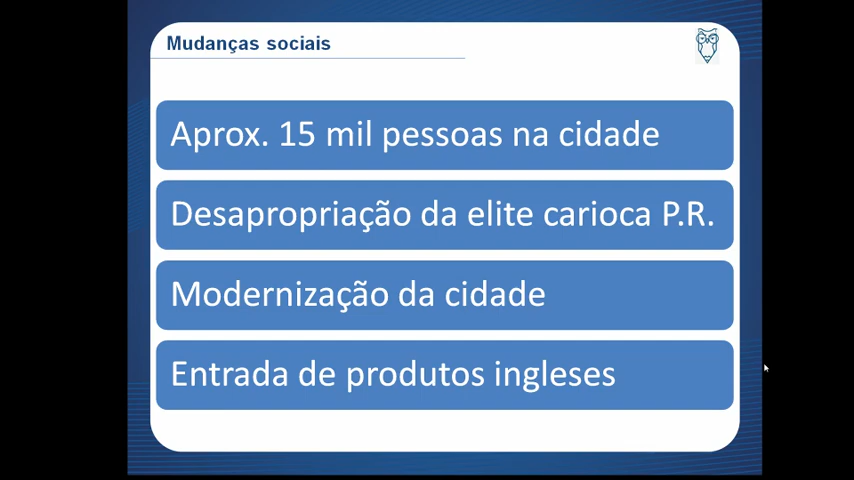 Mudanças sociais
Aprox. 15 mil pessoas na cidade
Desapropriação da elite carioca P.R.
Modernização da cidade
Entrada de produtos ingleses